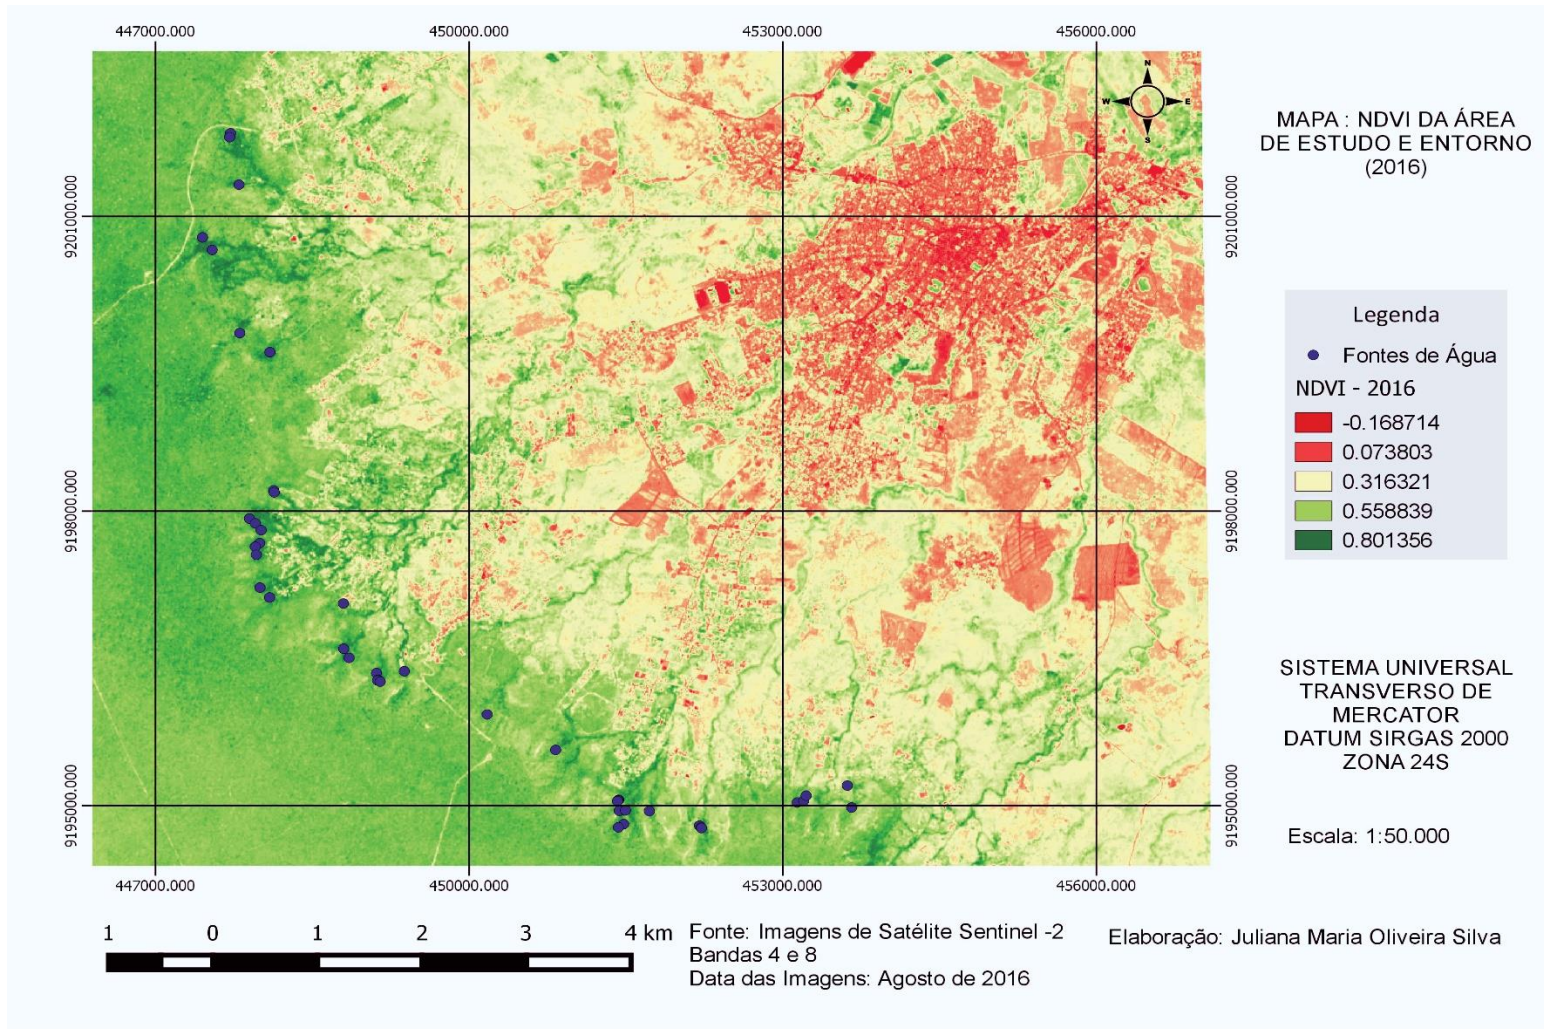 447000.000
450000.000
453000.000
456000.000
N
W
E
S
9201000.000
9201000.000
9198000.000
9198000.000
9195000.000
9195000.000
447000.000
450000.000
453000.000
456000.000
MAPA : NDVI DA ÁREA
DE ESTUDO E ENTORNO
(2016)
Legenda
Fontes de Água
NDVI - 2016
-0.168714
0.073803
0.316321
0.558839
0.801356
SISTEMA UNIVERSAL
TRANSVERSO DE
MERCATOR
DATUM SIRGAS 2000
ZONA 24S
Escala: 1:50.000
1 0 1 2 3 4 km
Fonte: Imagens de Satélite Sentinel -2
Bandas 4 e 8
Data das Imagens: Agosto de 2016
Elaboração: Juliana Maria Oliveira Silva